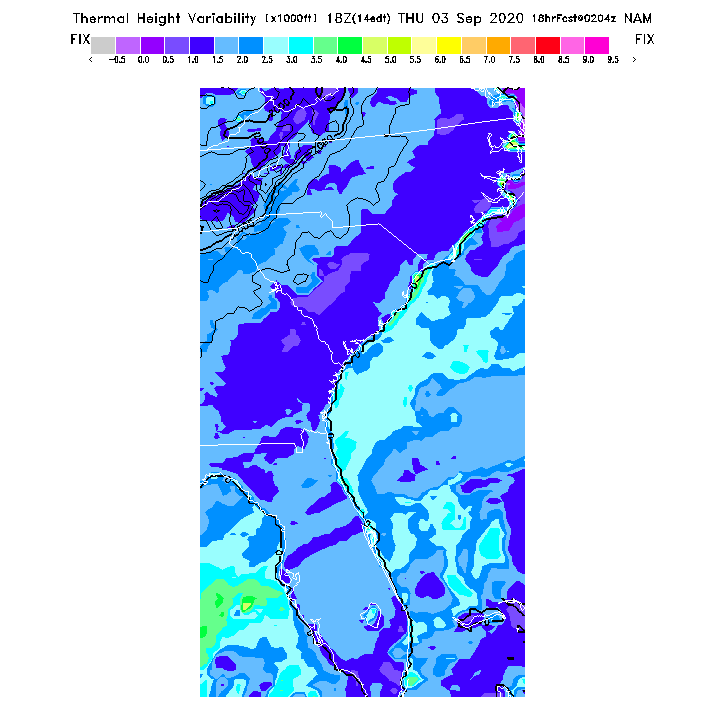 Thermal Height Variability [x1000ft] 18Z(14edt) THU 03 Sep 2020 18hrFcst@0204z NAM
FIX FIX
< -0.5 0.0 0.5 1.0 1.5 2.0 2.5 3.0 3.5 4.0 4.5 5.0 5.5 6.0 6.5 7.0 7.5 8.0 8.5 9.0 9.5 >